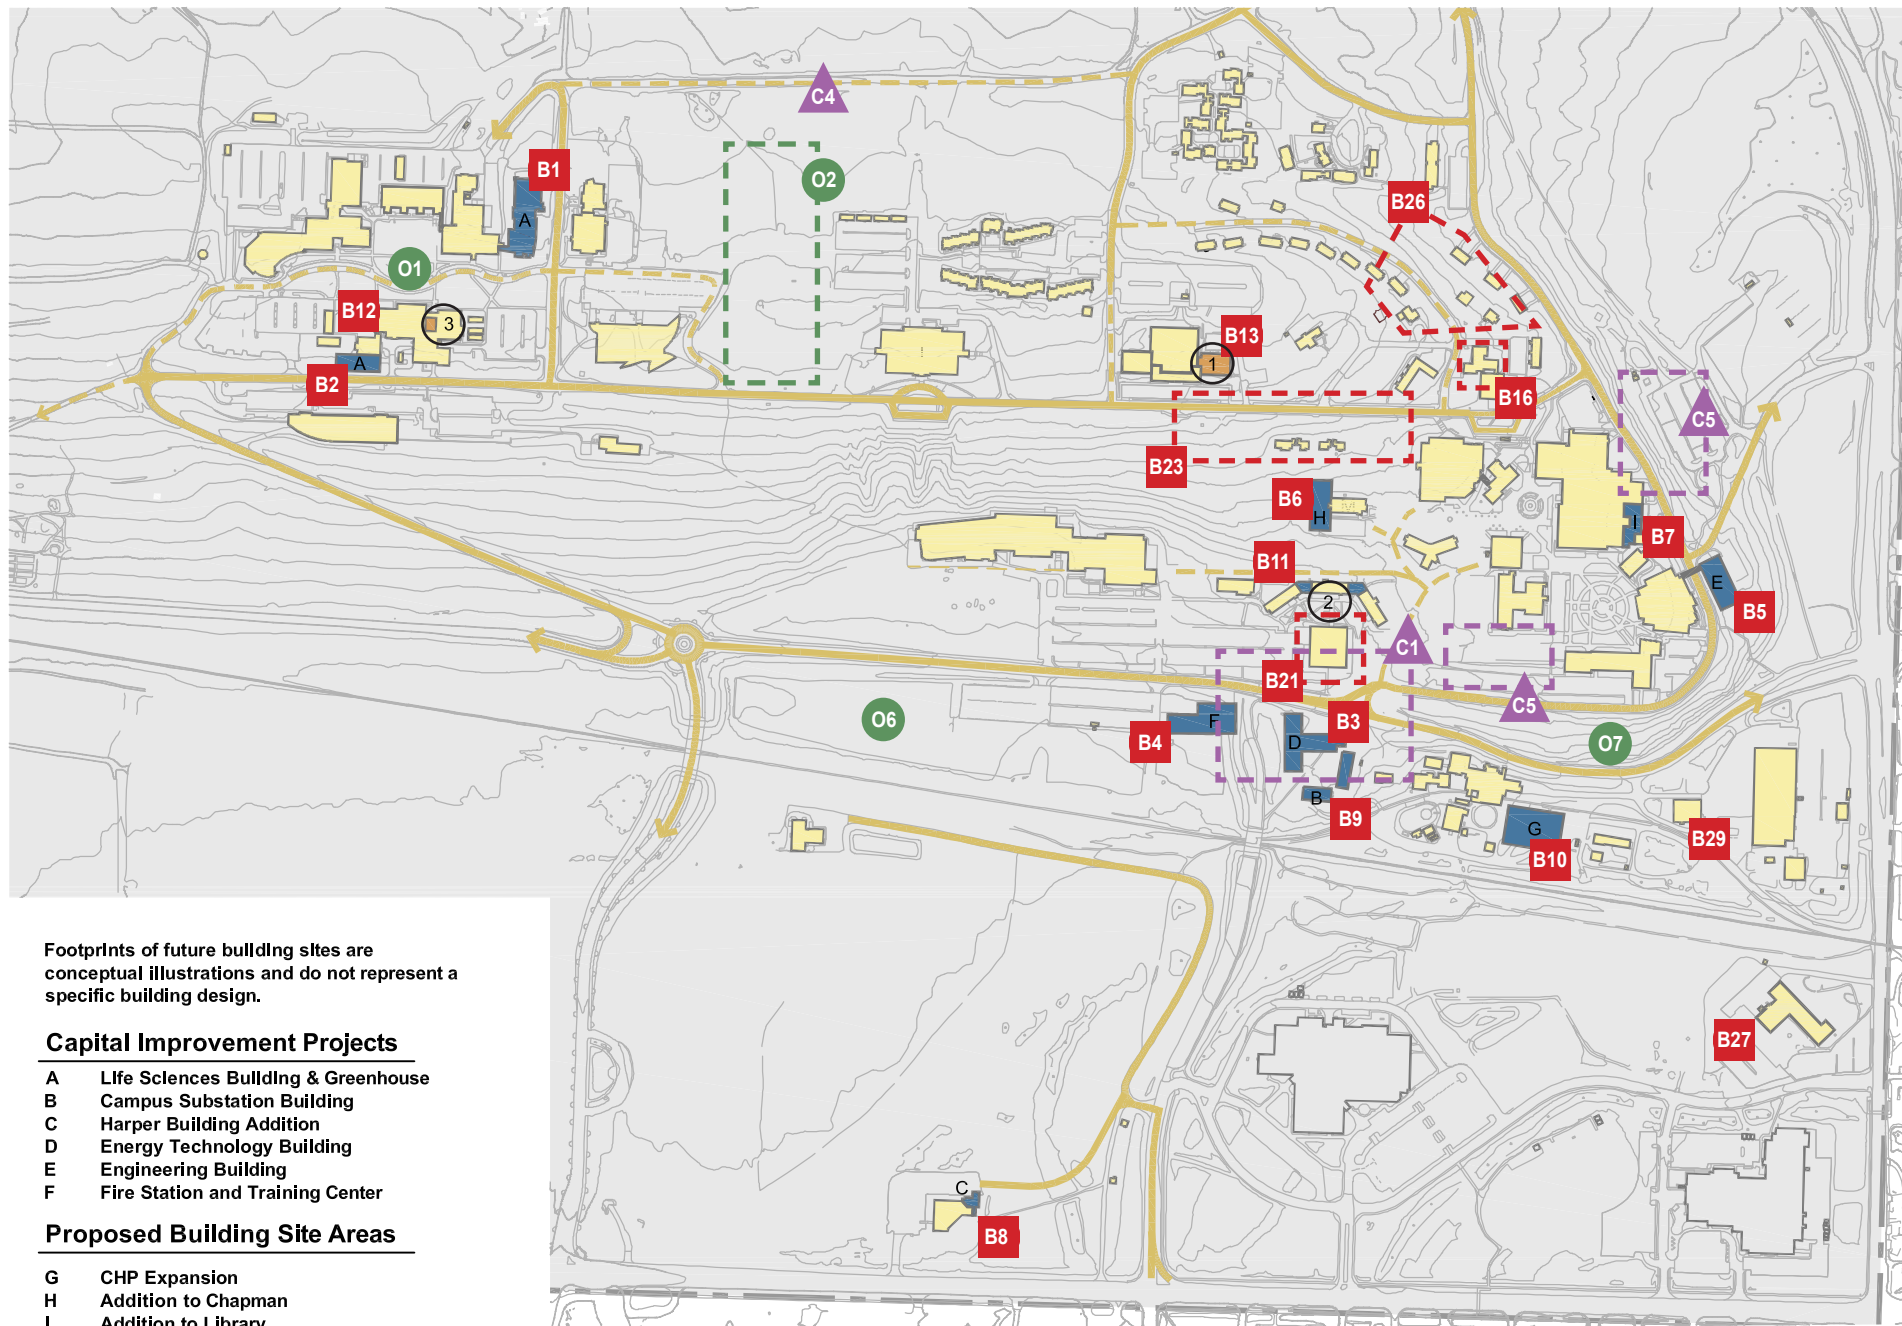 C4
B1
O2
A
B26
O1
B12
3
B13
1
A
B2
B16
C5
B23
B6
H
I
B7
B11
E
2
B5
C1
B21
C5
O6
F
B3
B4
D
O7
B
B9
G
B29
B10
Footprints of future building sites are
conceptual illustrations and do not represent a
specific building design.
Capital Improvement Projects
A Life Sciences Building & Greenhouse
B Campus Substation Building
C Harper Building Addition
D Energy Technology Building
E Engineering Building
F Fire Station and Training Center
Proposed Building Site Areas
G CHP Expansion
H Addition to Chapman
I Addition to Library
B27
C
B8